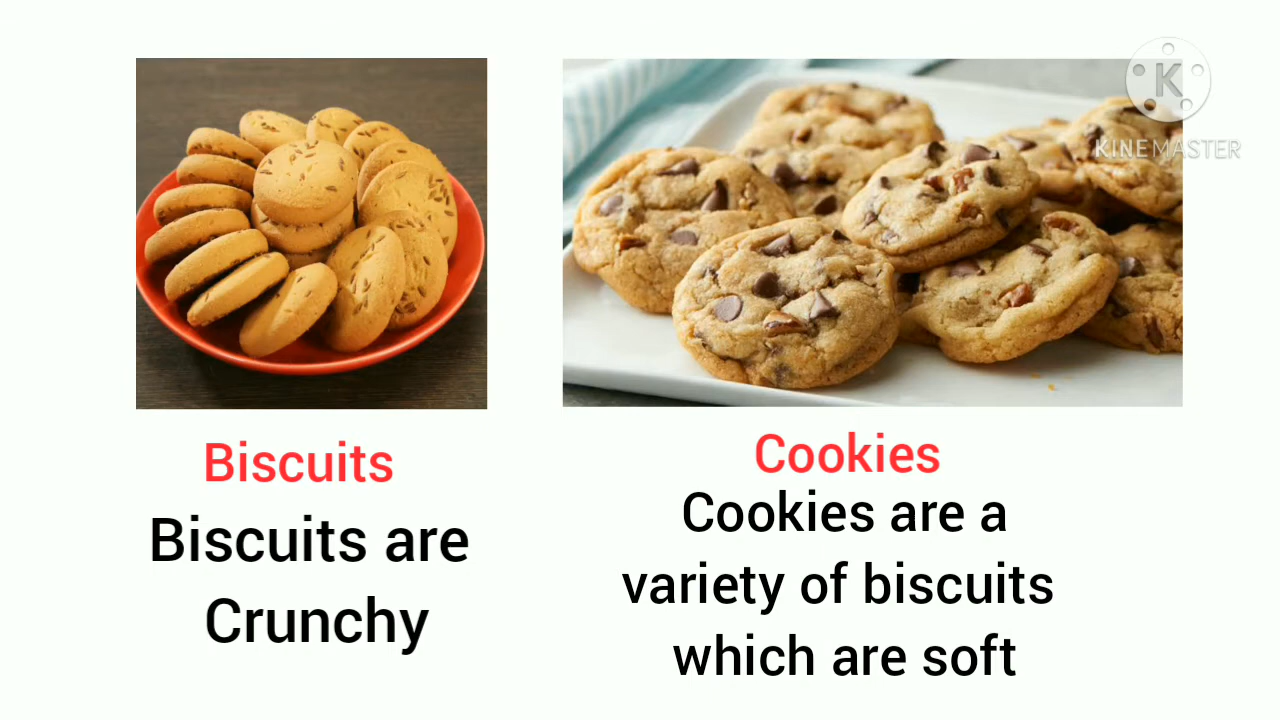 KINEMASTER
Biscuits
Biscuits are
Crunchy
Cookies
Cookies are a
variety of biscuits
which are soft